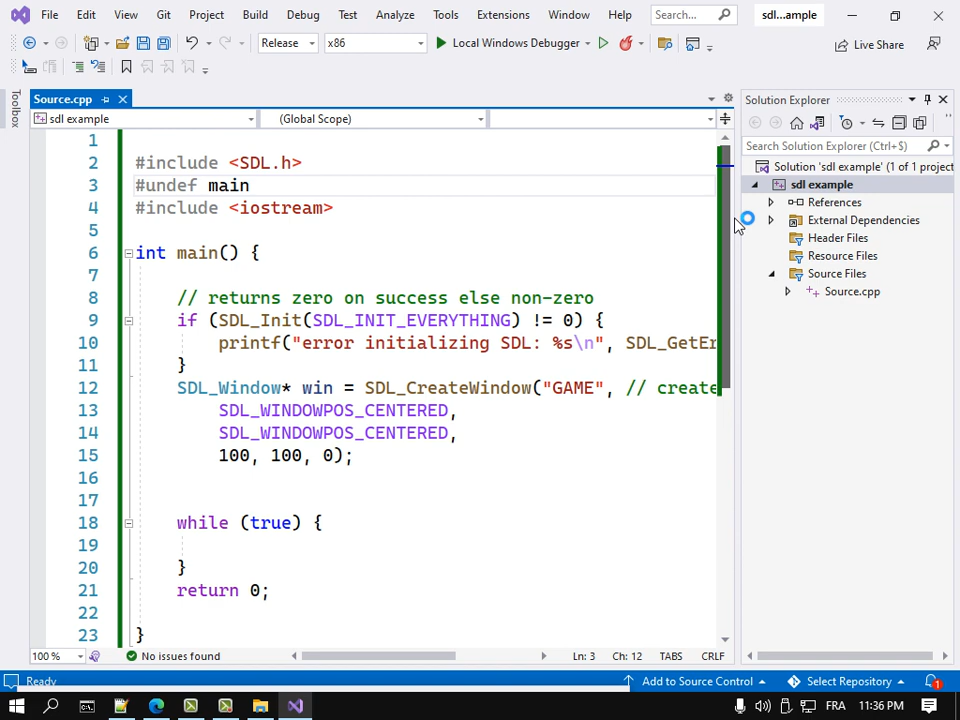 File Edit View Git Project Build Debug Test Analyze Tools Extensions Window Help Search... sdl...ample
Release x86 Local Windows Debugger Live Share
Toolbox
Source.cpp
sdl example (Global Scope)
1
2 #include <SDL.h>
3 #undef main
4 #include <iostream>
5
6 int main() {
7
8 // returns zero on success else non-zero
9 if (SDL_Init(SDL_INIT_EVERYTHING) != 0) {
10 printf("error initializing SDL: %s\n", SDL_GetEr
11 }
12 SDL_Window* win = SDL_CreateWindow("GAME", // create
13 SDL_WINDOWPOS_CENTERED,
14 SDL_WINDOWPOS_CENTERED,
15 100, 100, 0);
16
17
18 while (true) {
19
20 }
21 return 0;
22
23 }
100 % No issues found Ln: 3 Ch: 12 TABS CRLF
Solution Explorer
Search Solution Explorer (Ctrl+$)
Solution 'sdl example' (1 of 1 project
sdl example
References
External Dependencies
Header Files
Resource Files
Source Files
Source.cpp
Ready Add to Source Control Select Repository 1
FRA 11:36 PM